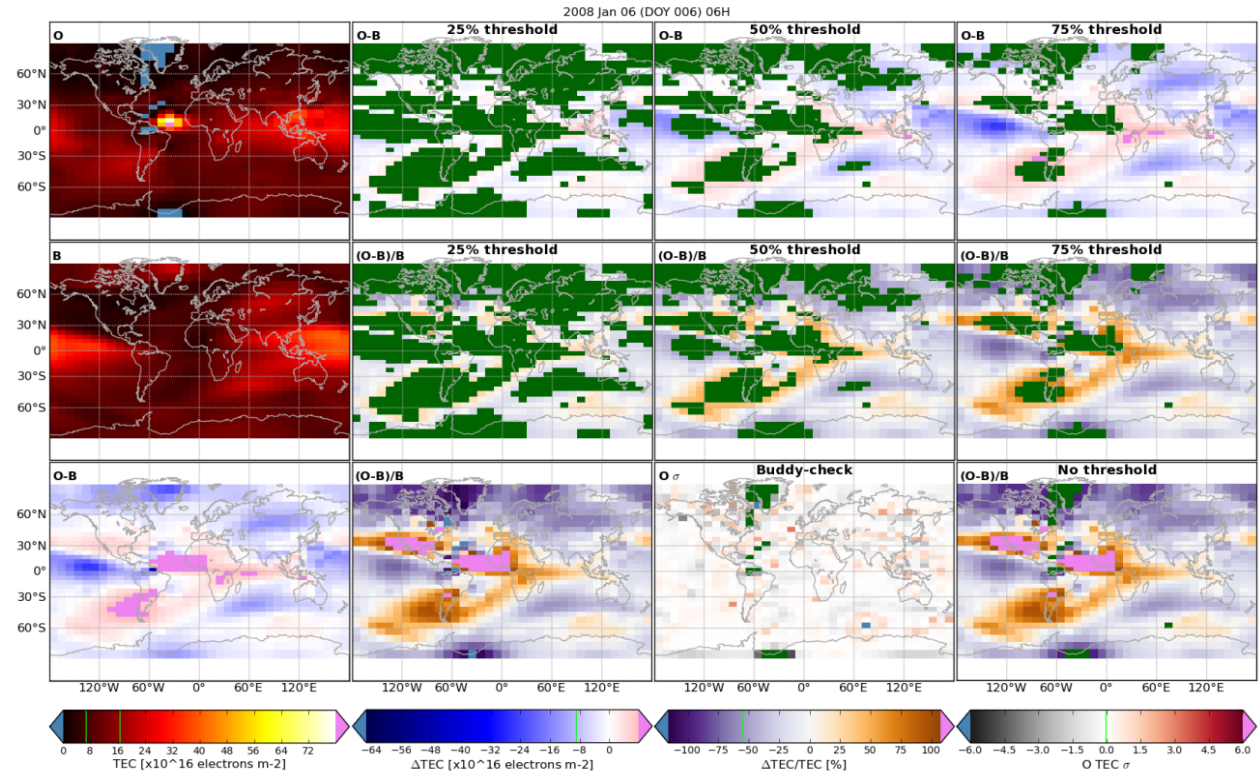 2008 Jan 06 (DOY 006) 06H
O
O-B 25% threshold
O-B 50% threshold
O-B 75% threshold
60°N
30°N
0°
30°S
60°S
B
(O-B)/B 25% threshold
(O-B)/B 50% threshold
(O-B)/B 75% threshold
60°N
30°N
0°
30°S
60°S
O-B
(O-B)/B
O σ Buddy-check
(O-B)/B No threshold
60°N
30°N
0°
30°S
60°S
120°W 60°W 0° 60°E 120°E 120°W 60°W 0° 60°E 120°E 120°W 60°W 0° 60°E 120°E 120°W 60°W 0° 60°E 120°E
0 8 16 24 32 40 48 56 64 72
TEC [x10^16 electrons m-2]
−64 −56 −48 −40 −32 −24 −16 −8 0
ΔTEC [x10^16 electrons m-2]
−100 −75 −50 −25 0 25 50 75 100
ΔTEC/TEC [%]
−6.0 −4.5 −3.0 −1.5 0.0 1.5 3.0 4.5 6.0
O TEC σ